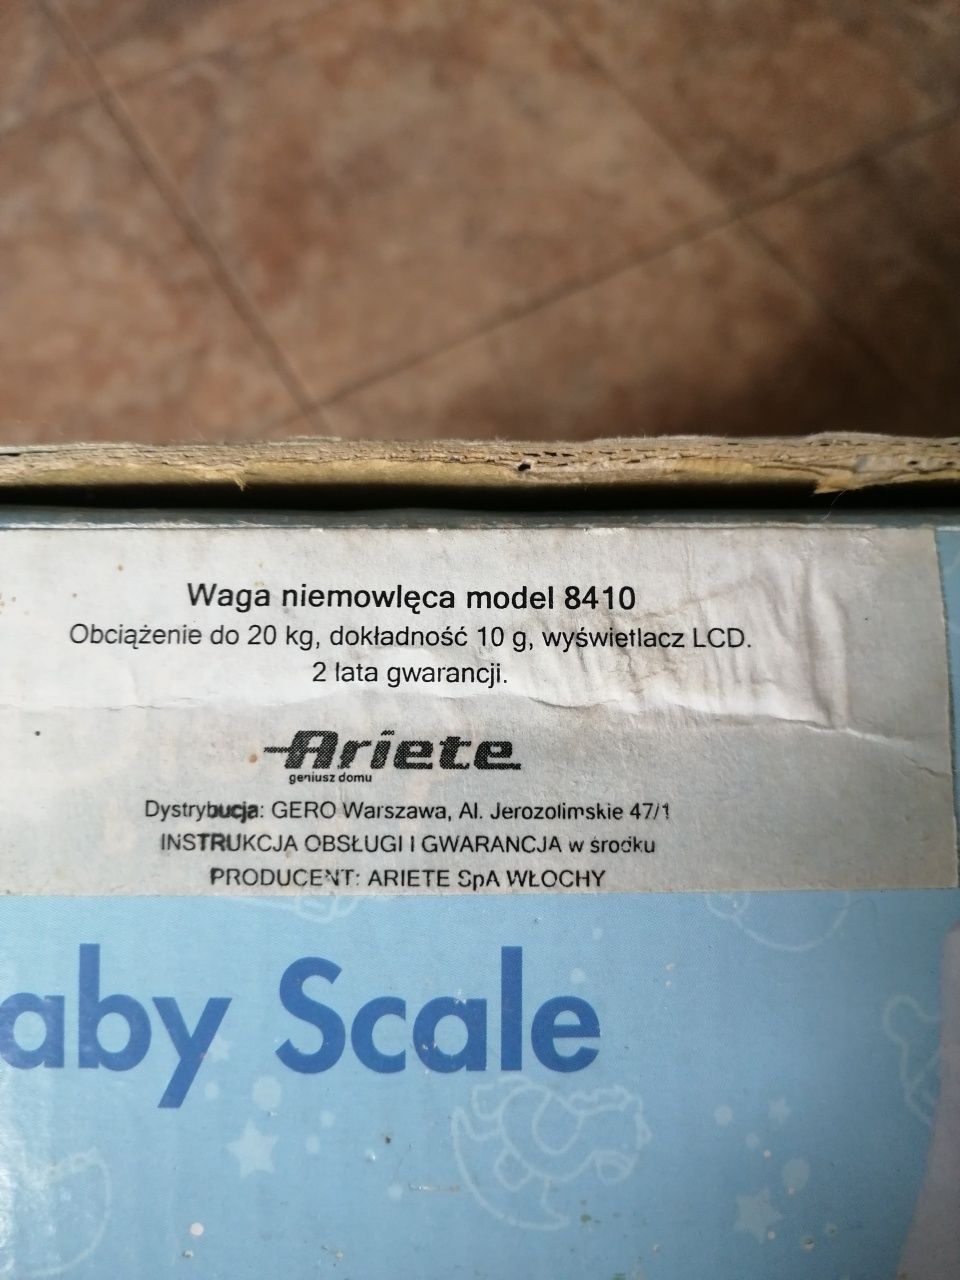 Waga niemowlęca model 8410
Obciążenie do 20 kg, dokładność 10 g, wyświetlacz LCD.
2 lata gwarancji.
Ariete
geniusz domu
Dystrybucja: GERO Warszawa, Al. Jerozolimskie 47/1
INSTRUKCJA OBSŁUGI I GWARANCJA w środku
PRODUCENT: ARIETE SpA WŁOCHY
aby Scale